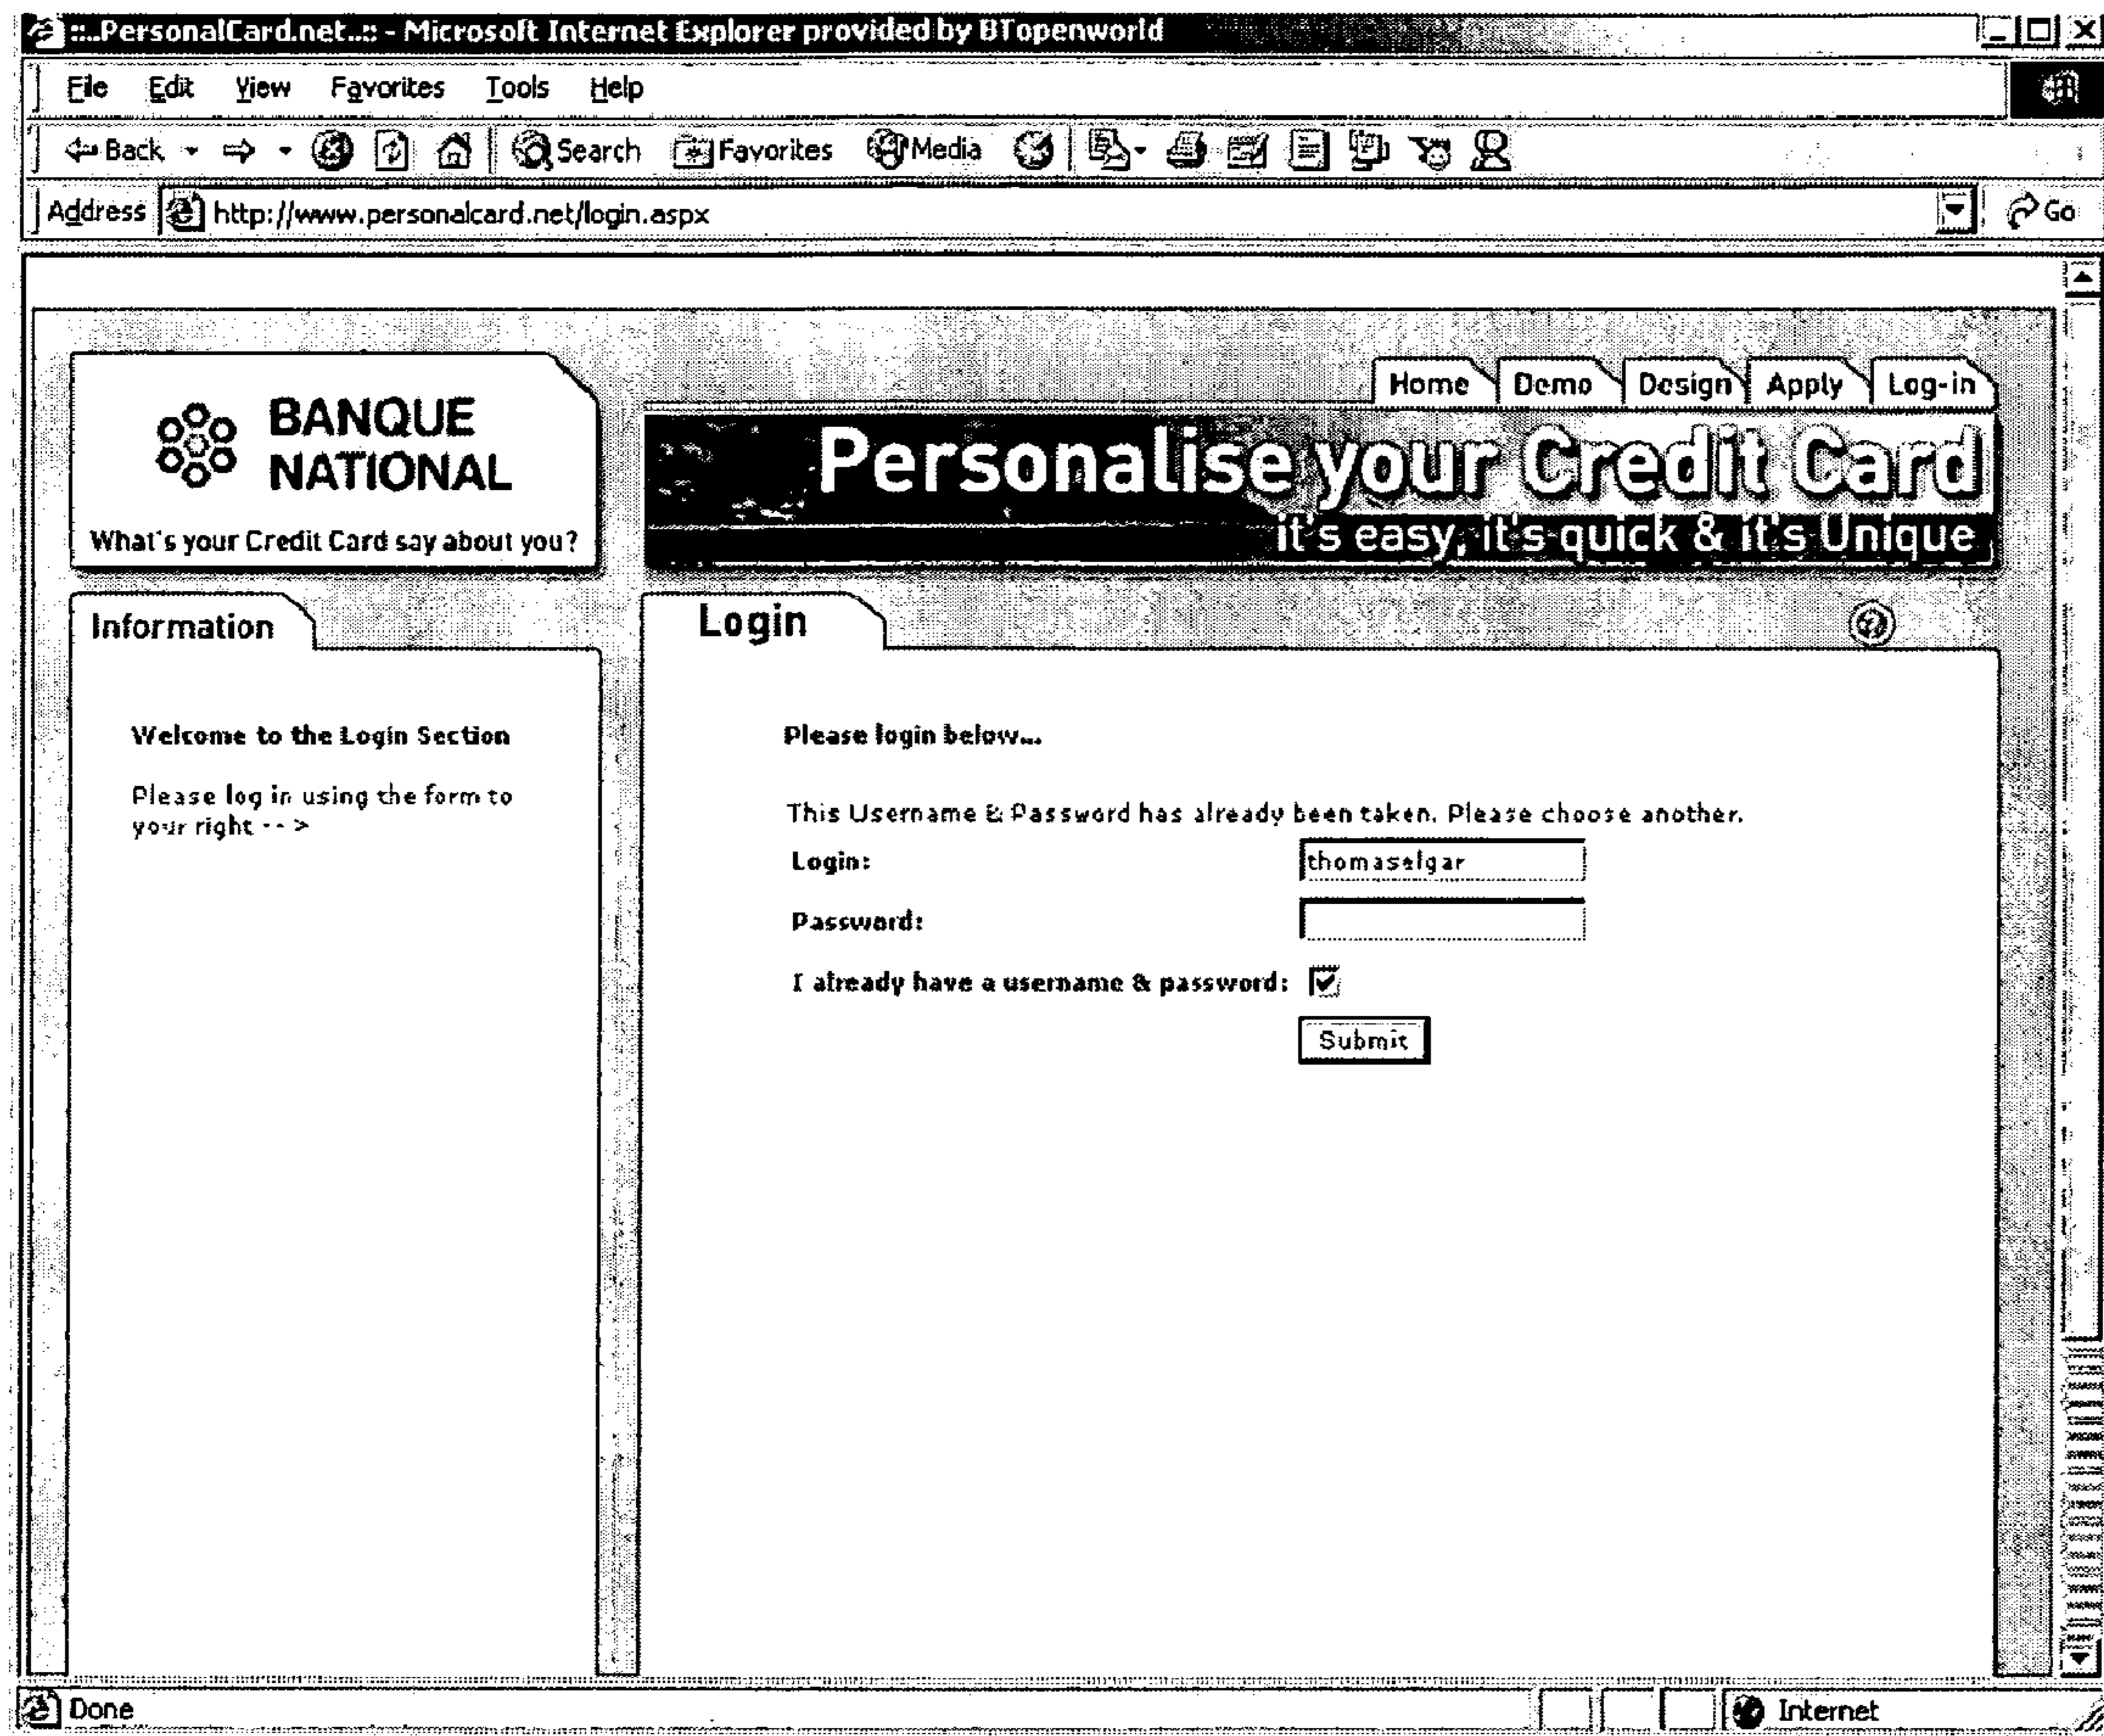 ::..PersonalCard.net..:: - Microsoft Internet Explorer provided by BTopenworld
File Edit View Favorites Tools Help
Back Search Favorites Media
Address http://www.personalcard.net/login.aspx Go
Home Demo Design Apply Log-in
BANQUE
NATIONAL
What's your Credit Card say about you?
Personalise your Credit Card
it's easy, it's quick & it's Unique
Information
Login
Welcome to the Login Section
Please log in using the form to
your right -- >
Please login below...
This Username & Password has already been taken. Please choose another.
Login: thomaselgar
Password:
I already have a username & password:
Submit
Done Internet